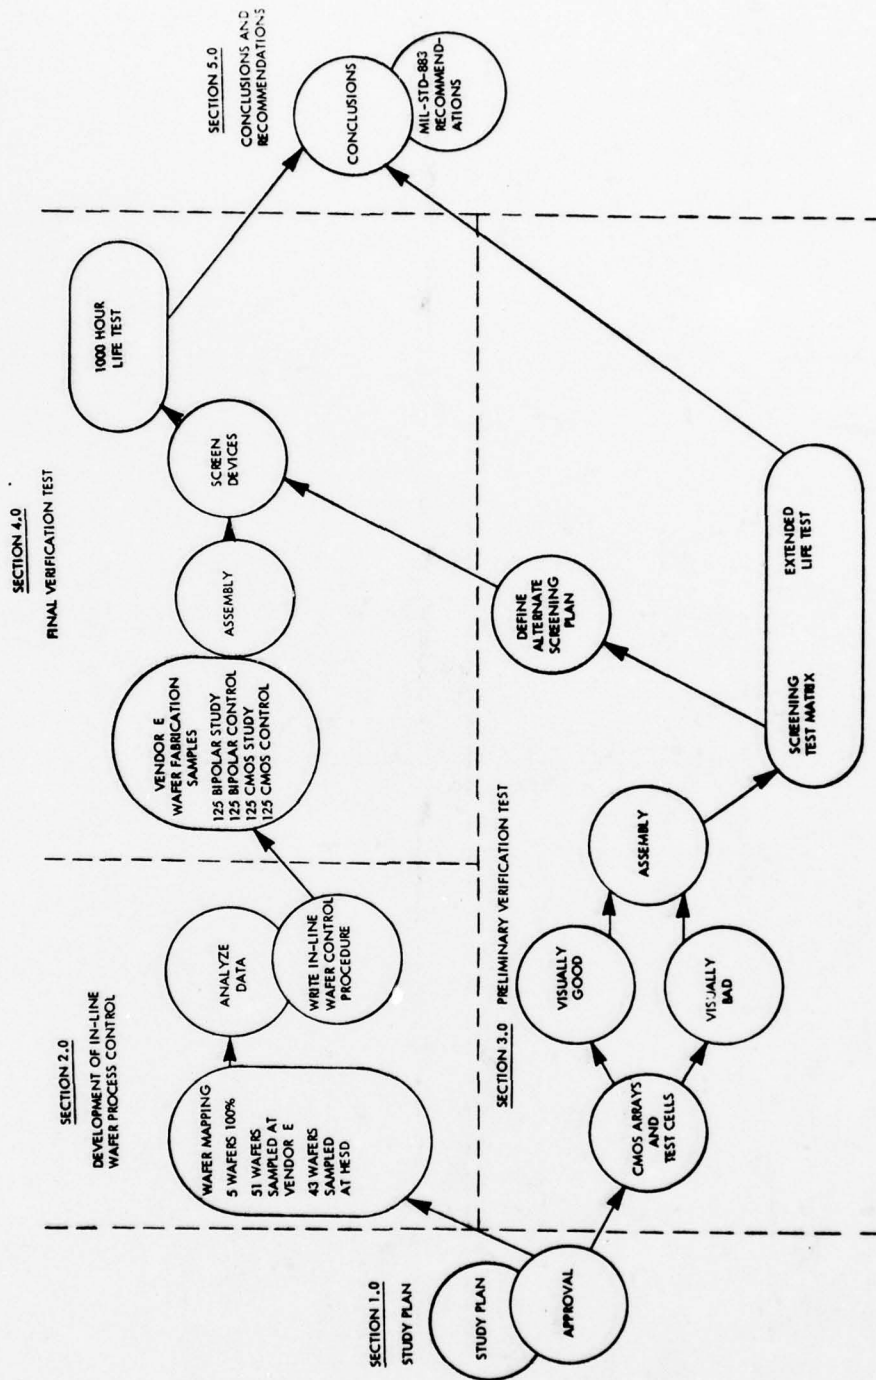 SECTION 1.0
STUDY PLAN
STUDY PLAN
APPROVAL
SECTION 2.0
DEVELOPMENT OF IN-LINE
WAFER PROCESS CONTROL
WAFER MAPPING
5 WAFERS 100%
51 WAFERS
SAMPLED AT
VENDOR E
43 WAFERS
SAMPLED
AT HESD
ANALYZE
DATA
WRITE IN-LINE
WAFER CONTROL
PROCEDURE
SECTION 3.0 PRELIMINARY VERIFICATION TEST
CMOS ARRAYS
AND
TEST CELLS
VISUALLY
GOOD
VISUALLY
BAD
ASSEMBLY
SCREENING
TEST MATRIX
EXTENDED
LIFE TEST
DEFINE
ALTERNATE
SCREENING
PLAN
SECTION 4.0
FINAL VERIFICATION TEST
VENDOR E
WAFER FABRICATION
SAMPLES
125 BIPOLAR STUDY
125 BIPOLAR CONTROL
125 CMOS STUDY
125 CMOS CONTROL
ASSEMBLY
SCREEN
DEVICES
1000 HOUR
LIFE TEST
SECTION 5.0
CONCLUSIONS AND
RECOMMENDATIONS
CONCLUSIONS
MIL-STD-883
RECOMMEND-
ATIONS